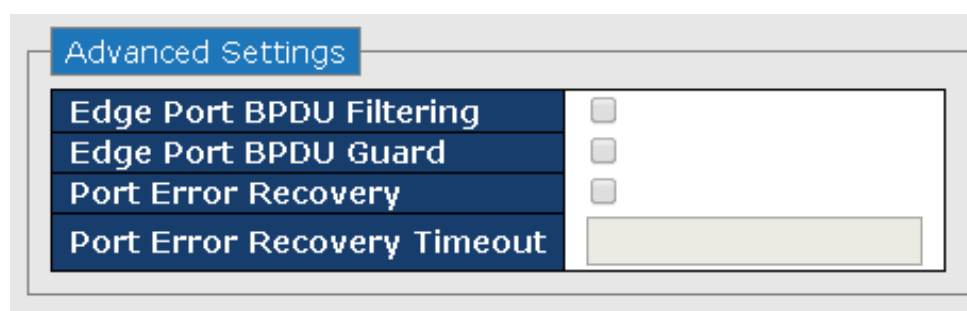 Advanced Settings
Edge Port BPDU Filtering
Edge Port BPDU Guard
Port Error Recovery
Port Error Recovery Timeout